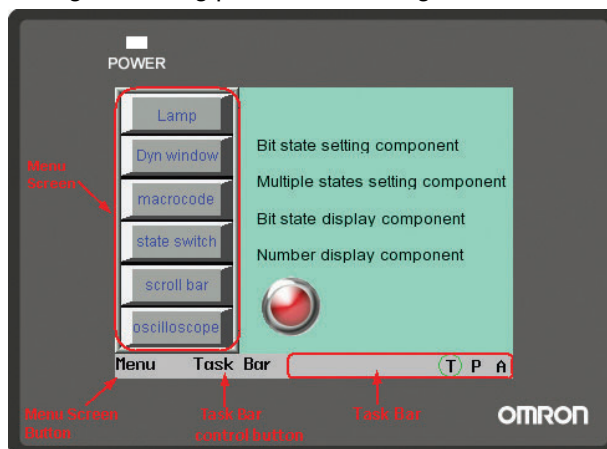 POWER
Lamp
Dyn window
macrocode
state switch
scroll bar
oscilloscope
Menu
Screen
Bit state setting component
Multiple states setting component
Bit state display component
Number display component
Menu Task Bar T P A
Menu Screen
Button
Task Bar
control button
Task Bar
OMRON